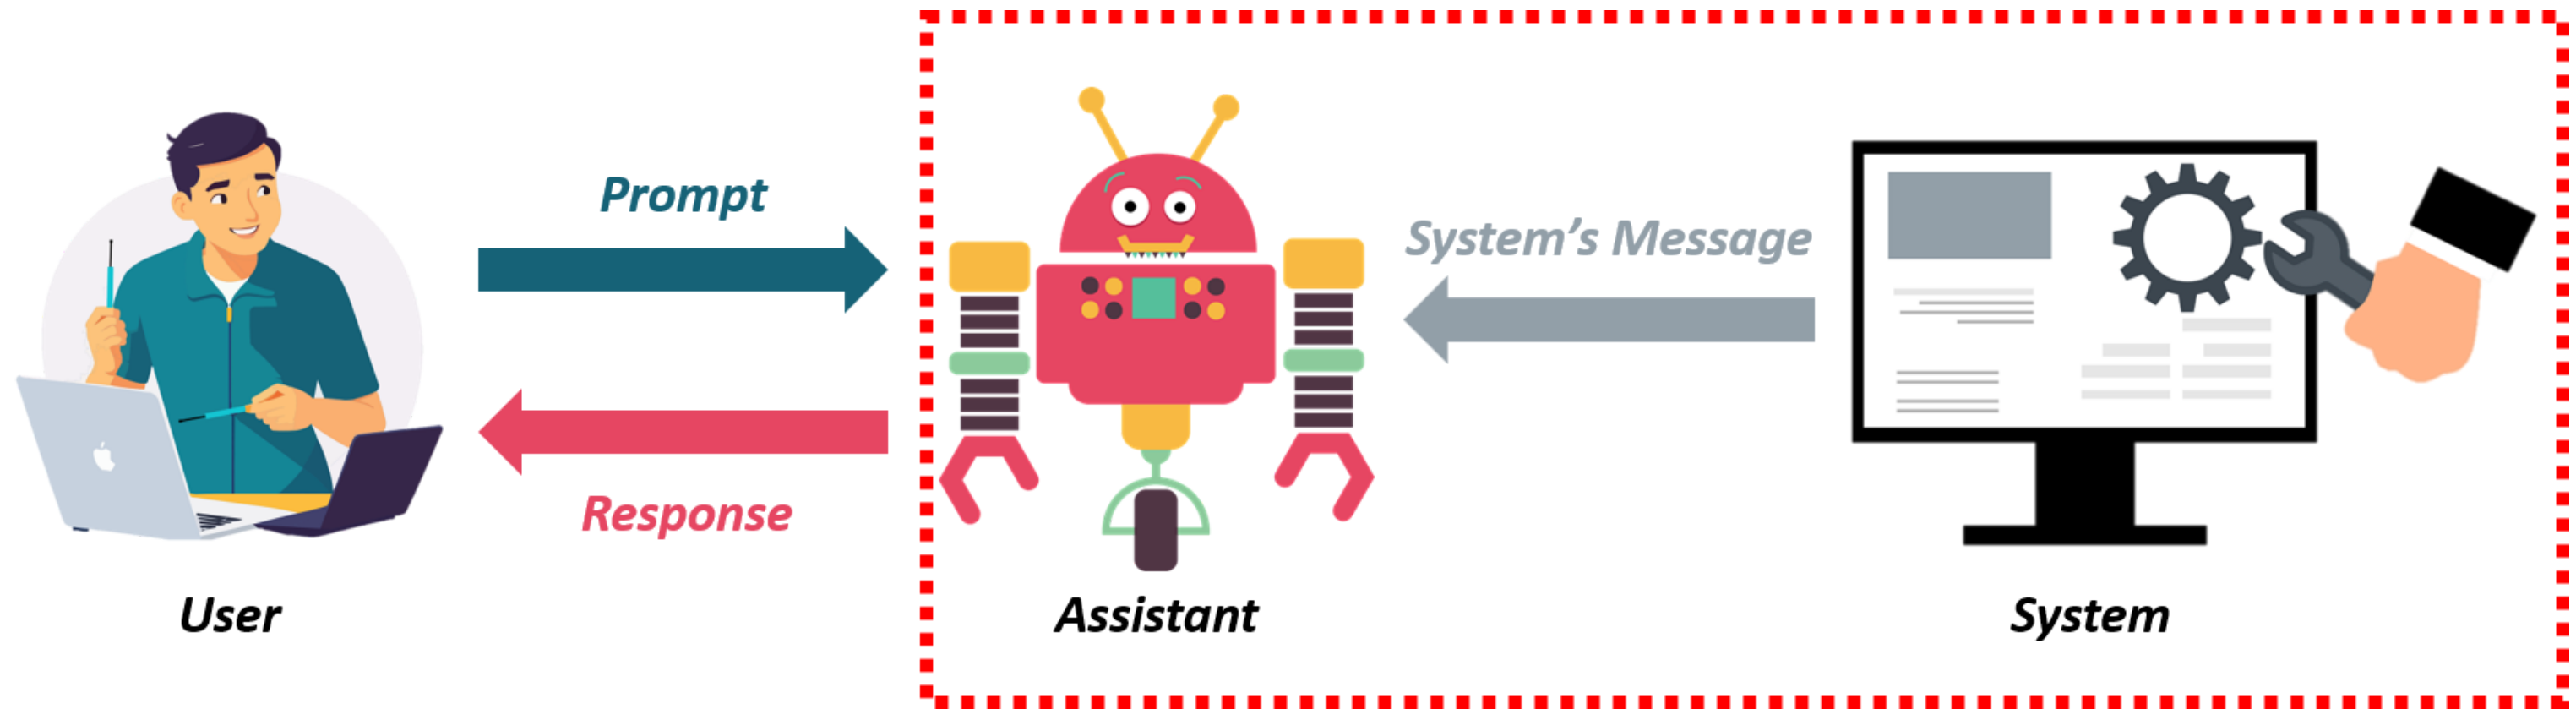 Prompt
System's Message
Response
User
Assistant
System